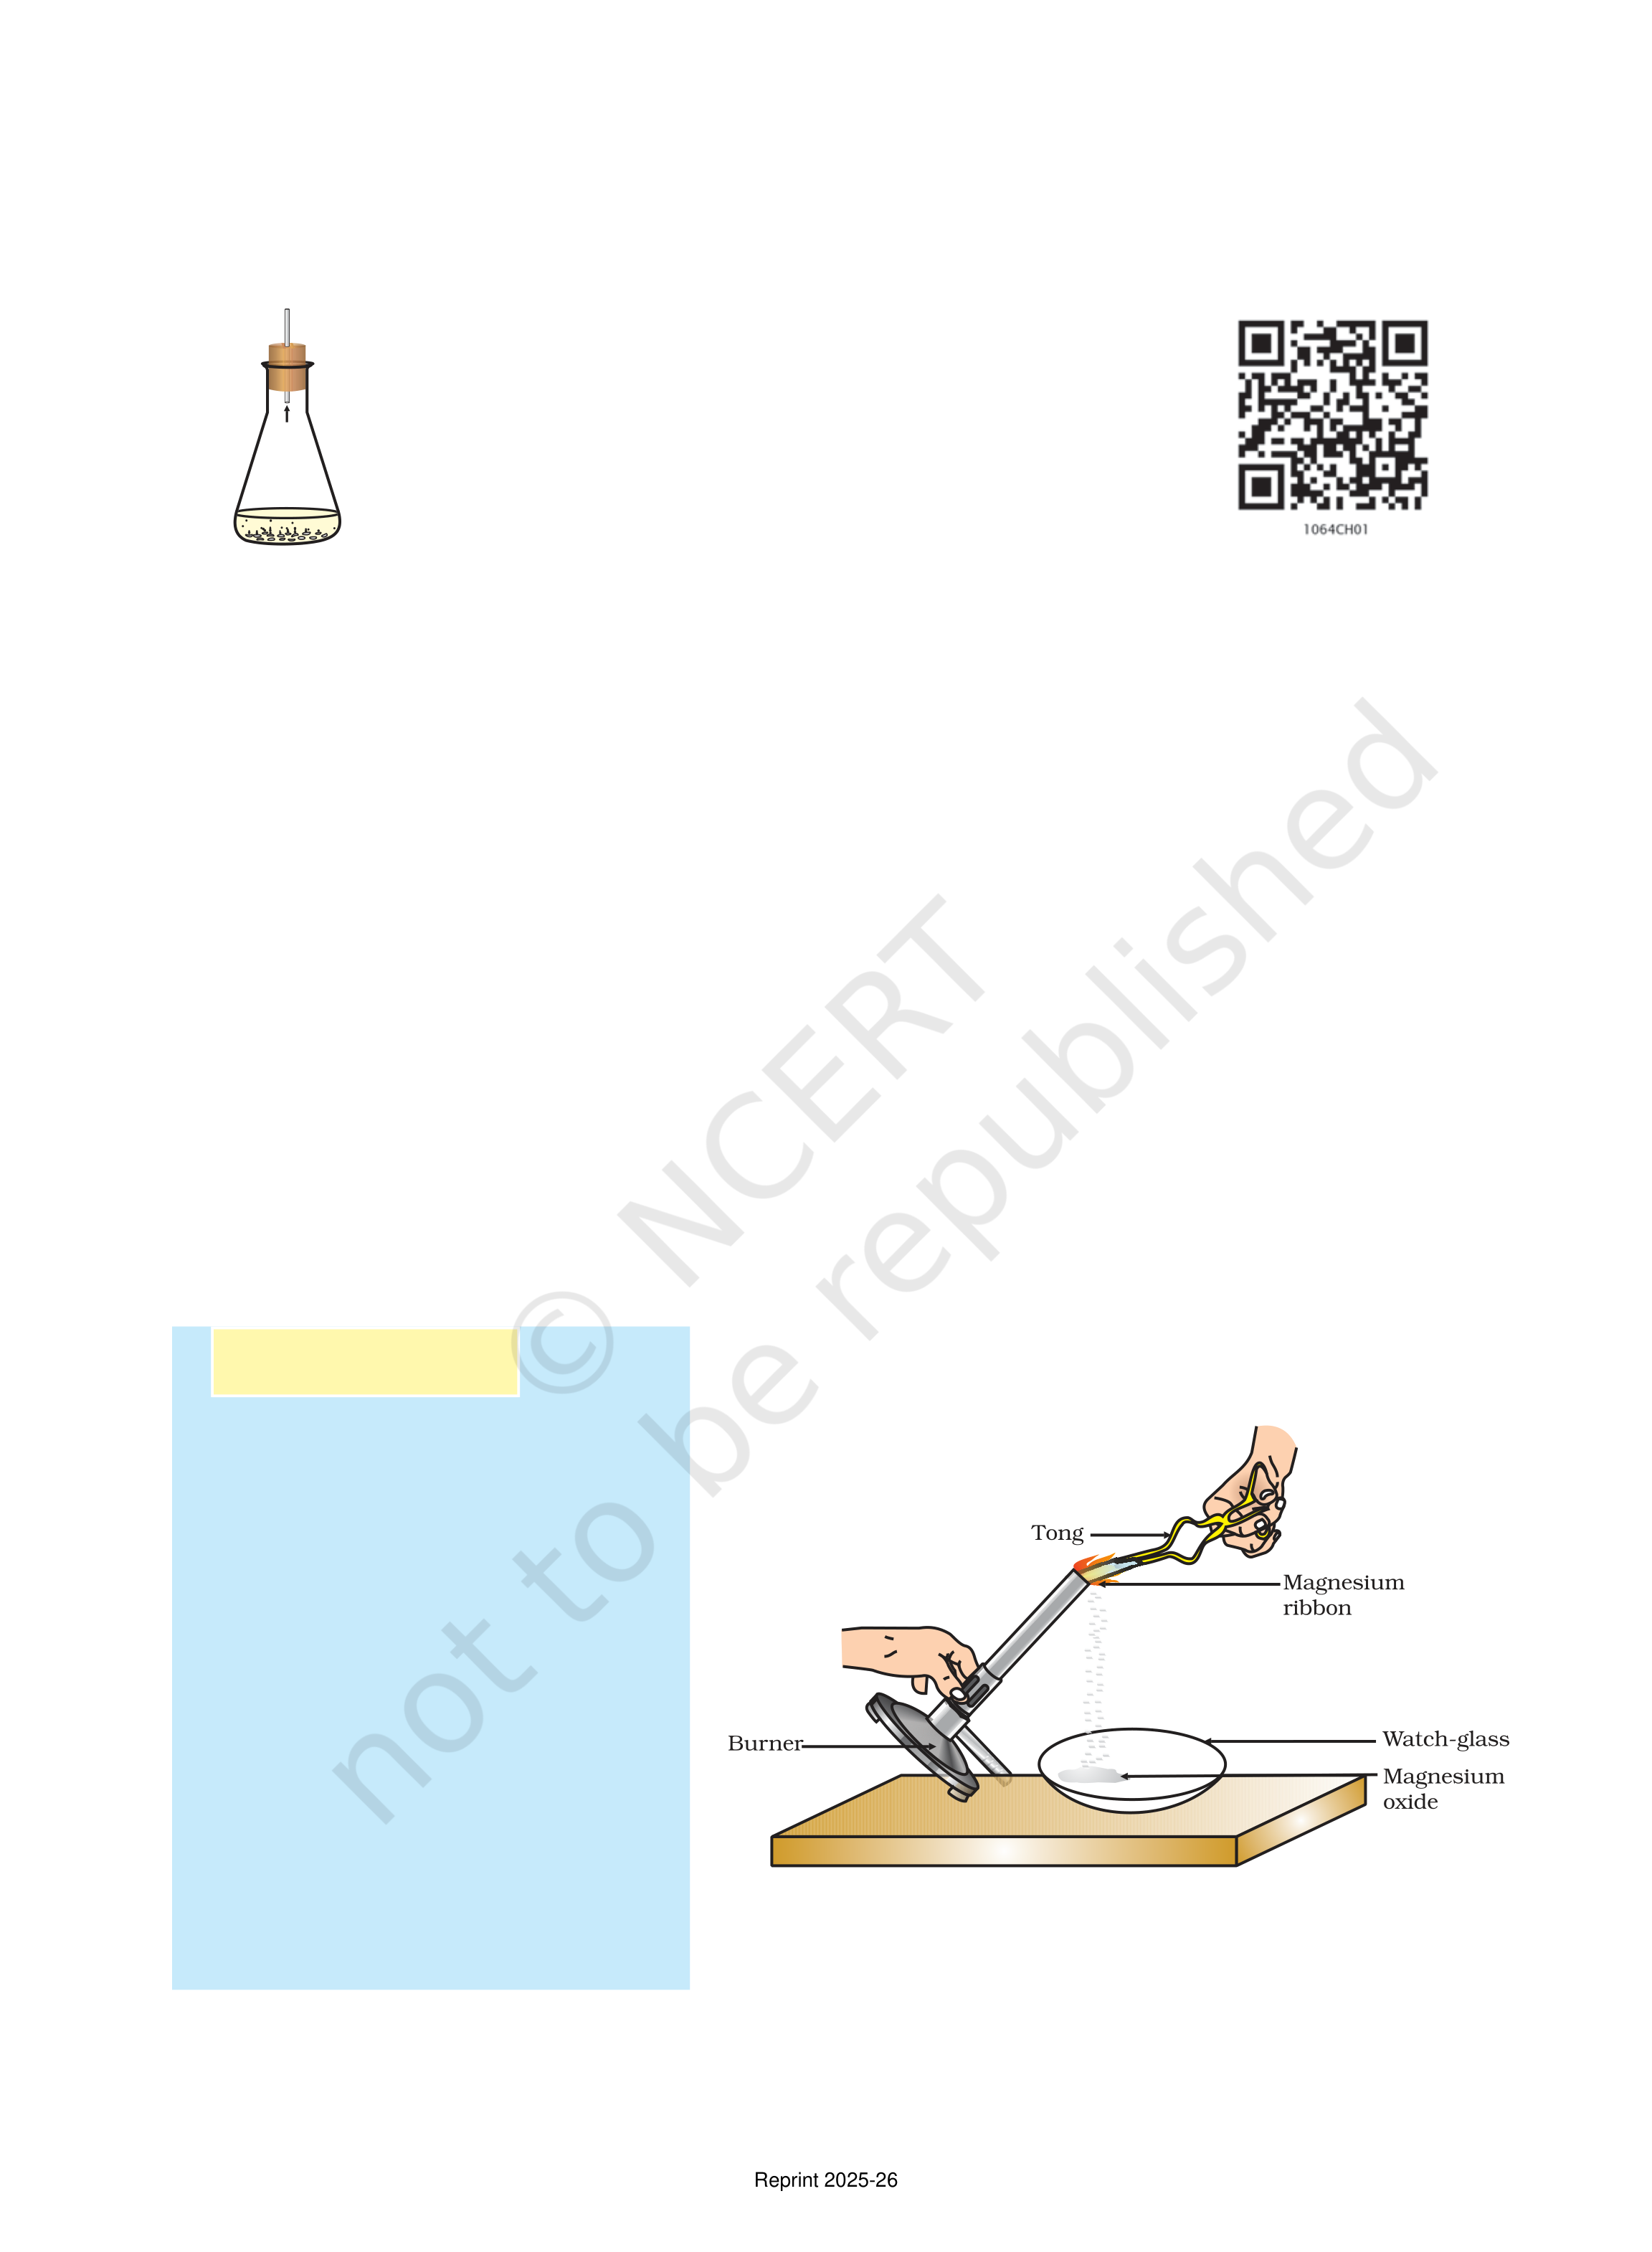 1064CH01
© NCERT
not to be republished
Tong
Magnesium
ribbon
Burner
Watch-glass
Magnesium
oxide
Reprint 2025-26